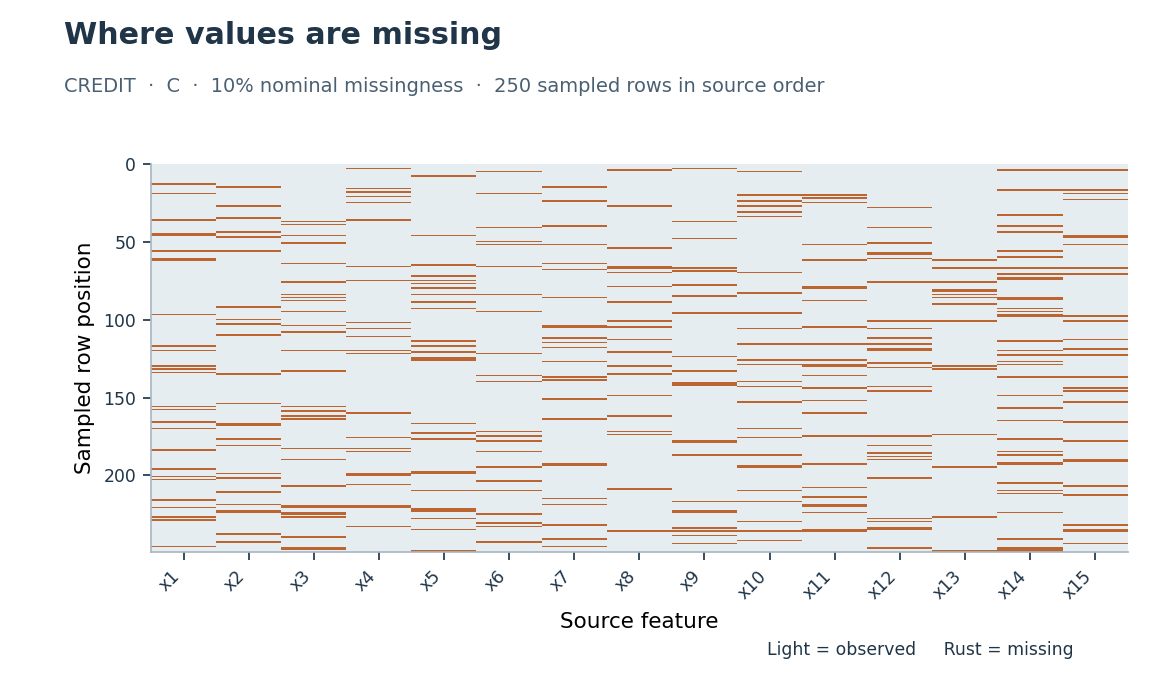 Where values are missing
CREDIT · C · 10% nominal missingness · 250 sampled rows in source order
0
50
100
150
200
Sampled row position
x1 x2 x3 x4 x5 x6 x7 x8 x9 x10 x11 x12 x13 x14 x15
Source feature
Light = observed Rust = missing